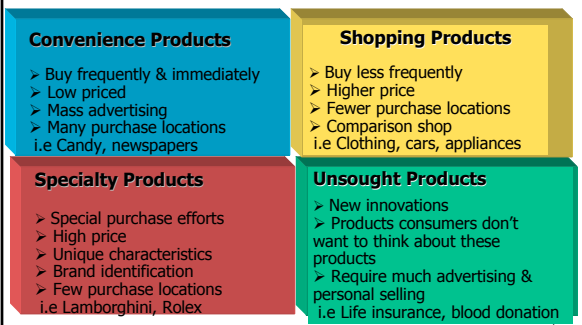 Convenience Products
➢ Buy frequently & immediately
➢ Low priced
➢ Mass advertising
➢ Many purchase locations
i.e Candy, newspapers
Shopping Products
➢ Buy less frequently
➢ Higher price
➢ Fewer purchase locations
➢ Comparison shop
i.e Clothing, cars, appliances
Specialty Products
➢ Special purchase efforts
➢ High price
➢ Unique characteristics
➢ Brand identification
➢ Few purchase locations
i.e Lamborghini, Rolex
Unsought Products
➢ New innovations
➢ Products consumers don’t
want to think about these
products
➢ Require much advertising &
personal selling
i.e Life insurance, blood donation